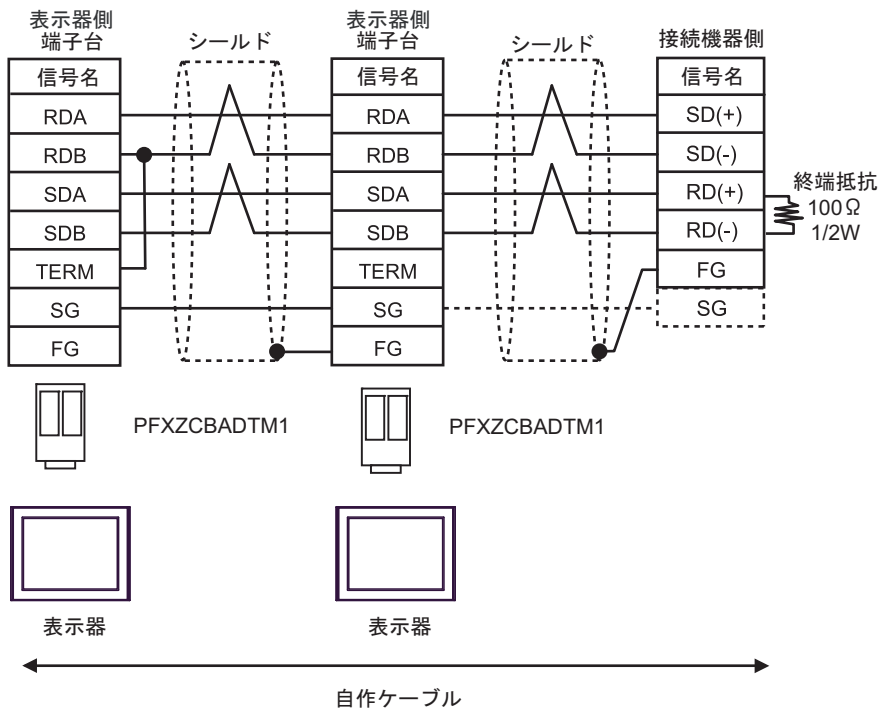 表示器側
端子台
信号名
RDA
RDB
SDA
SDB
TERM
SG
FG
シールド
表示器側
端子台
信号名
RDA
RDB
SDA
SDB
TERM
SG
FG
シールド
接続機器側
信号名
SD(+)
SD(-)
RD(+)
RD(-)
FG
SG
終端抵抗
100Ω
1/2W
PFXZCBADTM1
PFXZCBADTM1
表示器
表示器
自作ケーブル